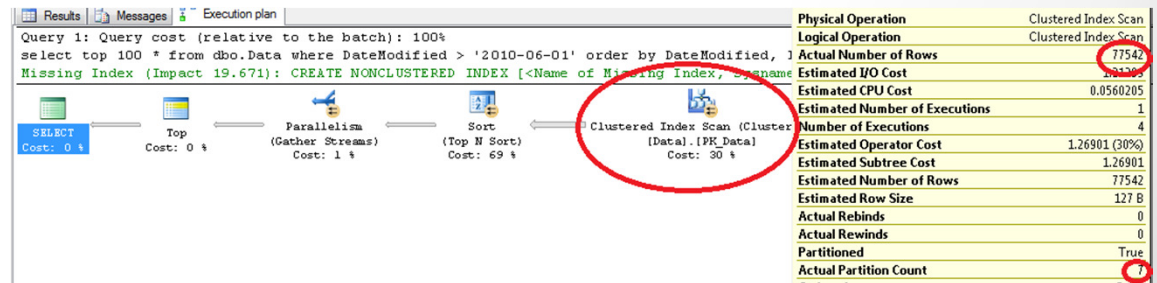 Results Messages Execution plan
Query 1: Query cost (relative to the batch): 100%
select top 100 * from dbo.Data where DateModified > '2010-06-01' order by DateModified,
Missing Index (Impact 19.671): CREATE NONCLUSTERED INDEX [<Name of Missing Index, Sysname
SELECT
Cost: 0 %
Top
Cost: 0 %
Parallelism
(Gather Streams)
Cost: 1 %
Sort
(Top N Sort)
Cost: 69 %
Clustered Index Scan (Cluster
[Data].[PK_Data]
Cost: 30 %
Physical Operation Clustered Index Scan
Logical Operation Clustered Index Scan
Actual Number of Rows 77542
Estimated I/O Cost
Estimated CPU Cost 0.0560205
Estimated Number of Executions 1
Number of Executions 4
Estimated Operator Cost 1.26901 (30%)
Estimated Subtree Cost 1.26901
Estimated Number of Rows 77542
Estimated Row Size 127 B
Actual Rebinds 0
Actual Rewinds 0
Partitioned True
Actual Partition Count 7